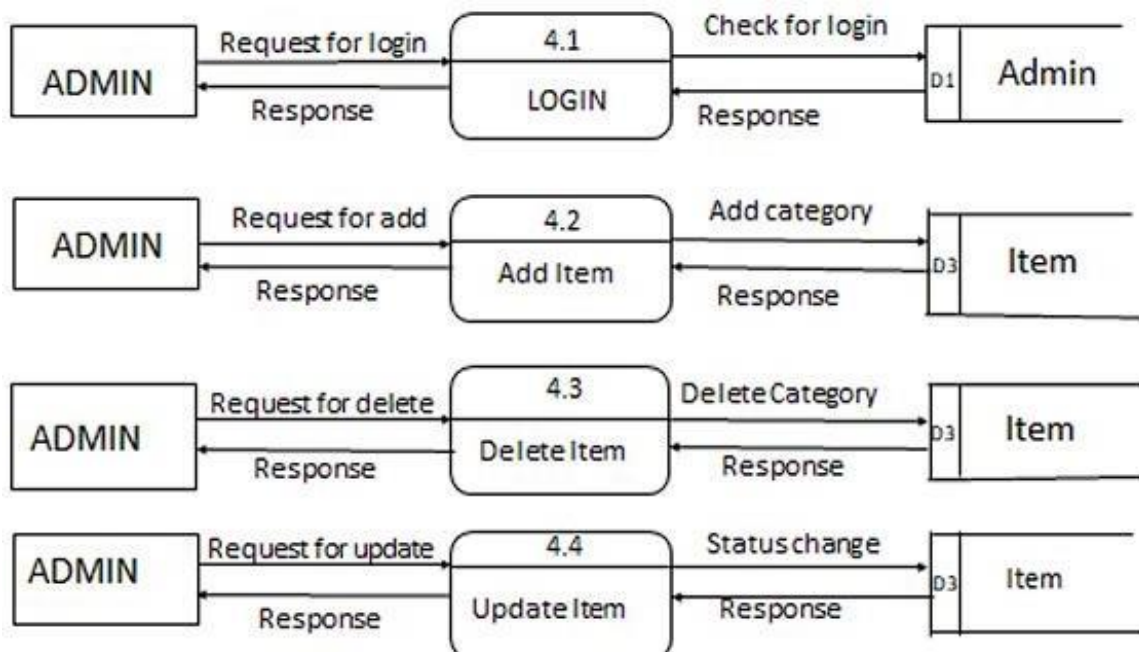 ADMIN
Request for login
Response
4.1
LOGIN
Check for login
Response
D1
Admin
ADMIN
Request for add
Response
4.2
Add Item
Add category
Response
D3
Item
ADMIN
Request for delete
Response
4.3
Delete Item
Delete Category
Response
D3
Item
ADMIN
Request for update
Response
4.4
Update Item
Status change
Response
D3
Item